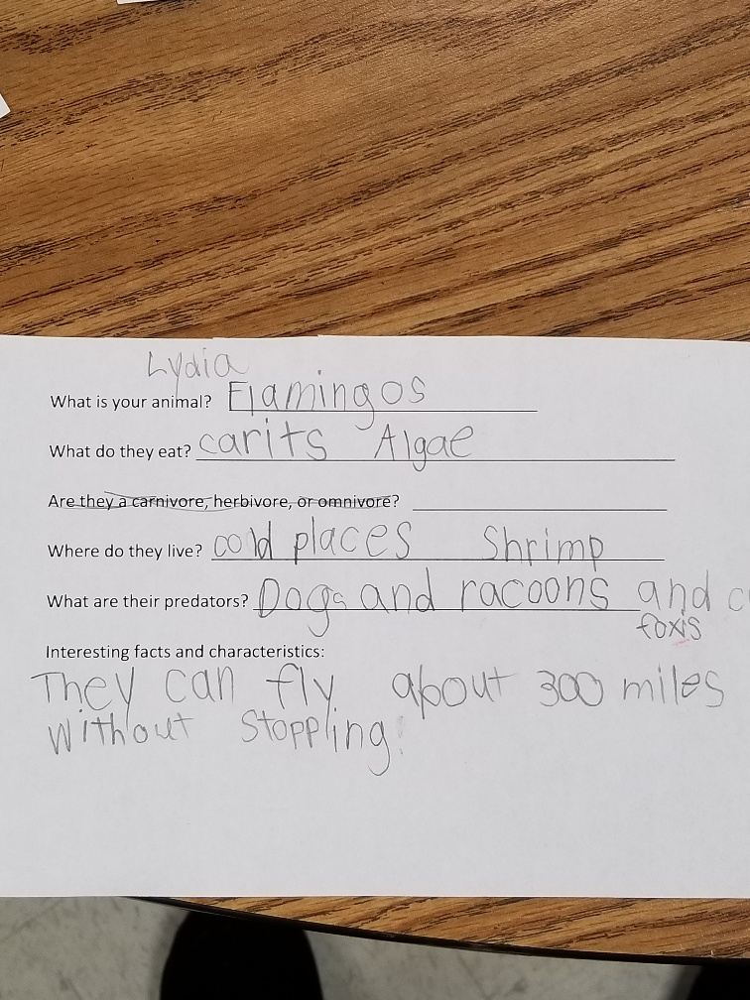 Lydia
What is your animal? Flamingos
What do they eat? carits Algae
Are they a carnivore, herbivore, or omnivore?
Where do they live? cold places Shrimp
What are their predators? Dogs and racoons and
foxis
Interesting facts and characteristics:
They can fly about 300 miles
without stopping.